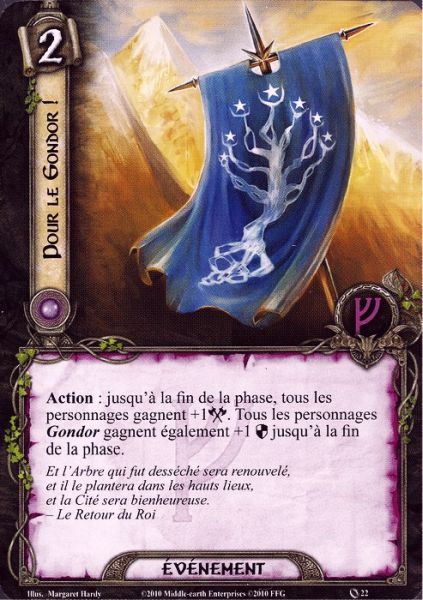 2
POUR LE GONDOR !
Action : jusqu'à la fin de la phase, tous les
personnages gagnent +1. Tous les personnages
Gondor gagnent également +1 jusqu'à la fin
de la phase.
Et l'Arbre qui fut desséché sera renouvelé,
et il le plantera dans les hauts lieux,
et la Cité sera bienheureuse.
– Le Retour du Roi
ÉVÉNEMENT
Illus. Margaret Hardy ©2010 Middle-earth Enterprises ©2010 FFG 22